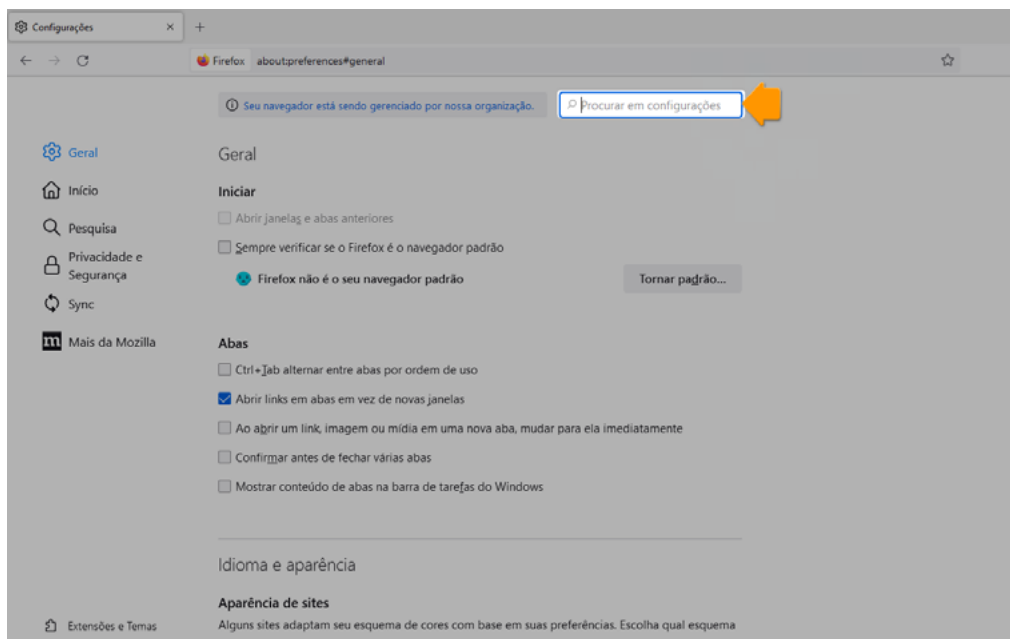 Configurações
Firefox about:preferences#general
Seu navegador está sendo gerenciado por nossa organização.
Procurar em configurações
Geral
Início
Pesquisa
Privacidade e
Segurança
Sync
Mais da Mozilla
Extensões e Temas
Geral
Iniciar
Abrir janelas e abas anteriores
Sempre verificar se o Firefox é o navegador padrão
Firefox não é o seu navegador padrão
Tornar padrão...
Abas
Ctrl+Tab alternar entre abas por ordem de uso
Abrir links em abas em vez de novas janelas
Ao abrir um link, imagem ou mídia em uma nova aba, mudar para ela imediatamente
Confirmar antes de fechar várias abas
Mostrar conteúdo de abas na barra de tarefas do Windows
Idioma e aparência
Aparência de sites
Alguns sites adaptam seu esquema de cores com base em suas preferências. Escolha qual esquema